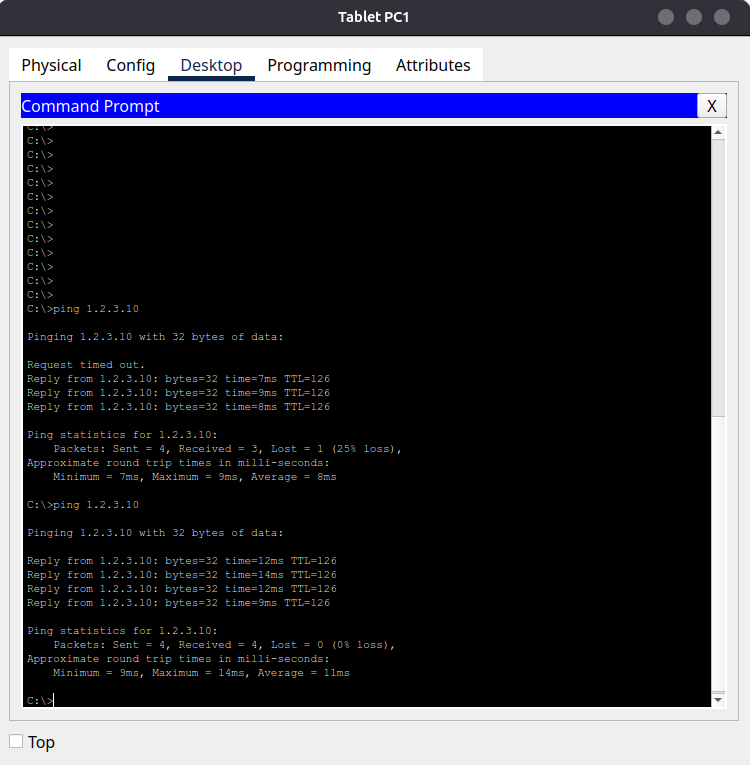 Tablet PC1
Physical Config Desktop Programming Attributes
Command Prompt X
C:\>
C:\>
C:\>
C:\>
C:\>
C:\>
C:\>
C:\>
C:\>
C:\>
C:\>
C:\>
C:\>
C:\>ping 1.2.3.10
Pinging 1.2.3.10 with 32 bytes of data:
Request timed out.
Reply from 1.2.3.10: bytes=32 time=7ms TTL=126
Reply from 1.2.3.10: bytes=32 time=9ms TTL=126
Reply from 1.2.3.10: bytes=32 time=8ms TTL=126
Ping statistics for 1.2.3.10:
Packets: Sent = 4, Received = 3, Lost = 1 (25% loss),
Approximate round trip times in milli-seconds:
Minimum = 7ms, Maximum = 9ms, Average = 8ms
C:\>ping 1.2.3.10
Pinging 1.2.3.10 with 32 bytes of data:
Reply from 1.2.3.10: bytes=32 time=12ms TTL=126
Reply from 1.2.3.10: bytes=32 time=14ms TTL=126
Reply from 1.2.3.10: bytes=32 time=12ms TTL=126
Reply from 1.2.3.10: bytes=32 time=9ms TTL=126
Ping statistics for 1.2.3.10:
Packets: Sent = 4, Received = 4, Lost = 0 (0% loss),
Approximate round trip times in milli-seconds:
Minimum = 9ms, Maximum = 14ms, Average = 11ms
C:\>
Top